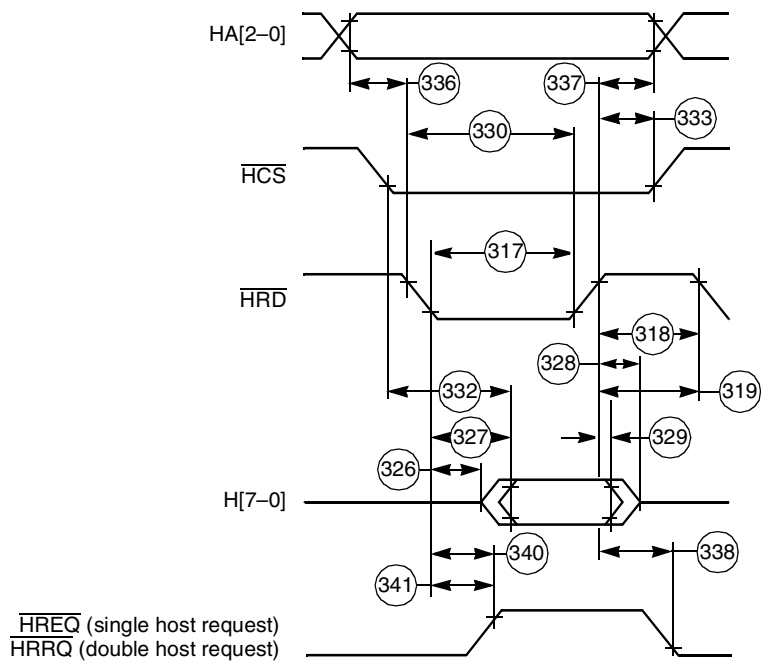 HA[2–0]
336
337
333
330
HCS
317
HRD
318
328
332
319
327
329
326
H[7–0]
340
338
341
HREQ (single host request)
HRRQ (double host request)